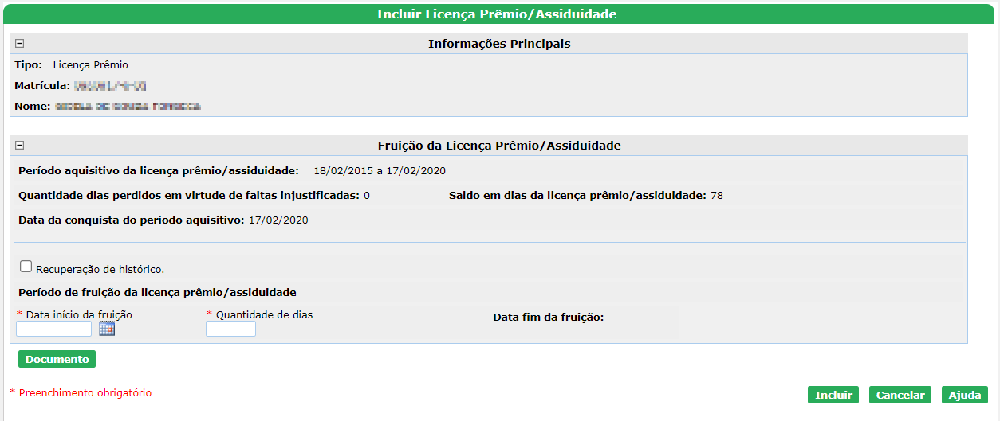 Incluir Licença Prêmio/Assiduidade
Informações Principais
Tipo: Licença Prêmio
Matrícula:
Nome:
Fruição da Licença Prêmio/Assiduidade
Período aquisitivo da licença prêmio/assiduidade: 18/02/2015 a 17/02/2020
Quantidade dias perdidos em virtude de faltas injustificadas: 0 Saldo em dias da licença prêmio/assiduidade: 78
Data da conquista do período aquisitivo: 17/02/2020
Recuperação de histórico.
Período de fruição da licença prêmio/assiduidade
* Data início da fruição * Quantidade de dias Data fim da fruição:
Documento
* Preenchimento obrigatório
Incluir Cancelar Ajuda